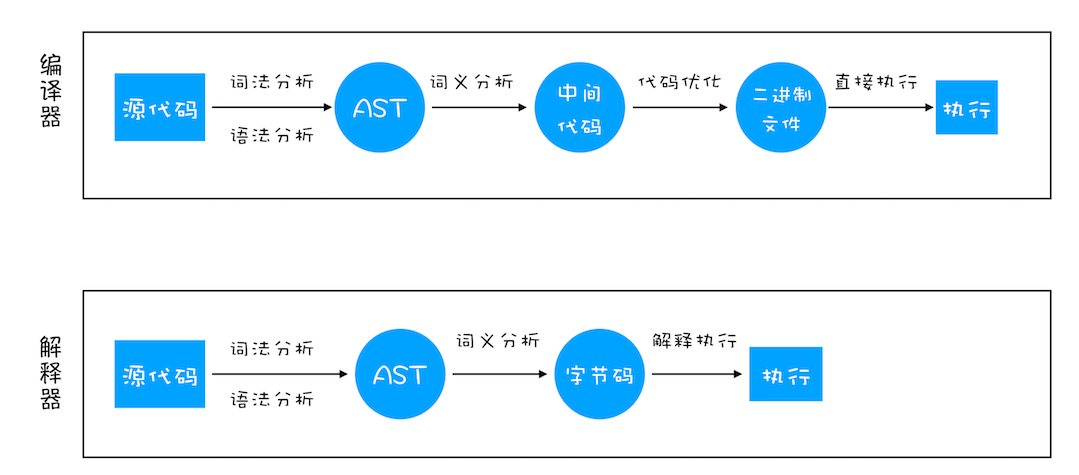 编译器
源代码
词法分析
语法分析
AST
词义分析
中间
代码
代码优化
二进制
文件
直接执行
执行
解释器
源代码
词法分析
语法分析
AST
词义分析
字节码
解释执行
执行